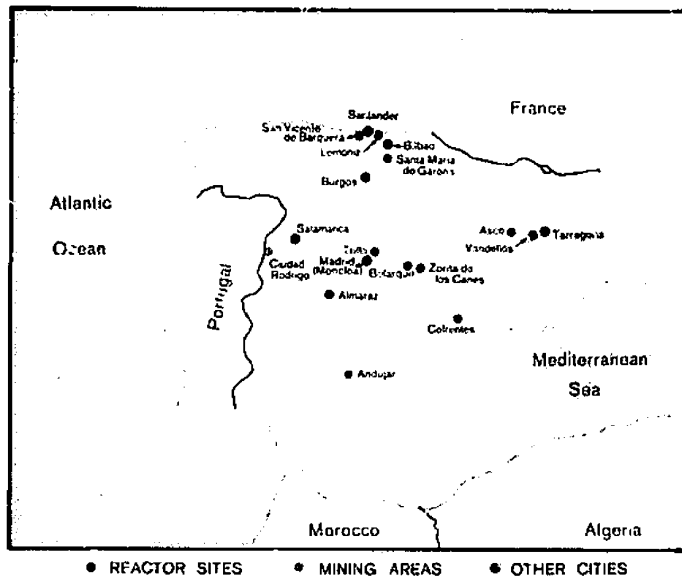 Santander
France
San Vicente
de Barquera
Lemoniz
Bilbao
Santa Maria
de Garona
Burgos
Atlantic
Ocean
Salamanca
Asco
Tarragona
Vandellos
Madrid
(Moncloa)
Ciudad
Rodrigo
Bolarque
Zorita de
los Canes
Portugal
Almaraz
Cofrentes
Mediterranean
Sea
Andujar
Morocco
Algeria
REACTOR SITES
MINING AREAS
OTHER CITIES